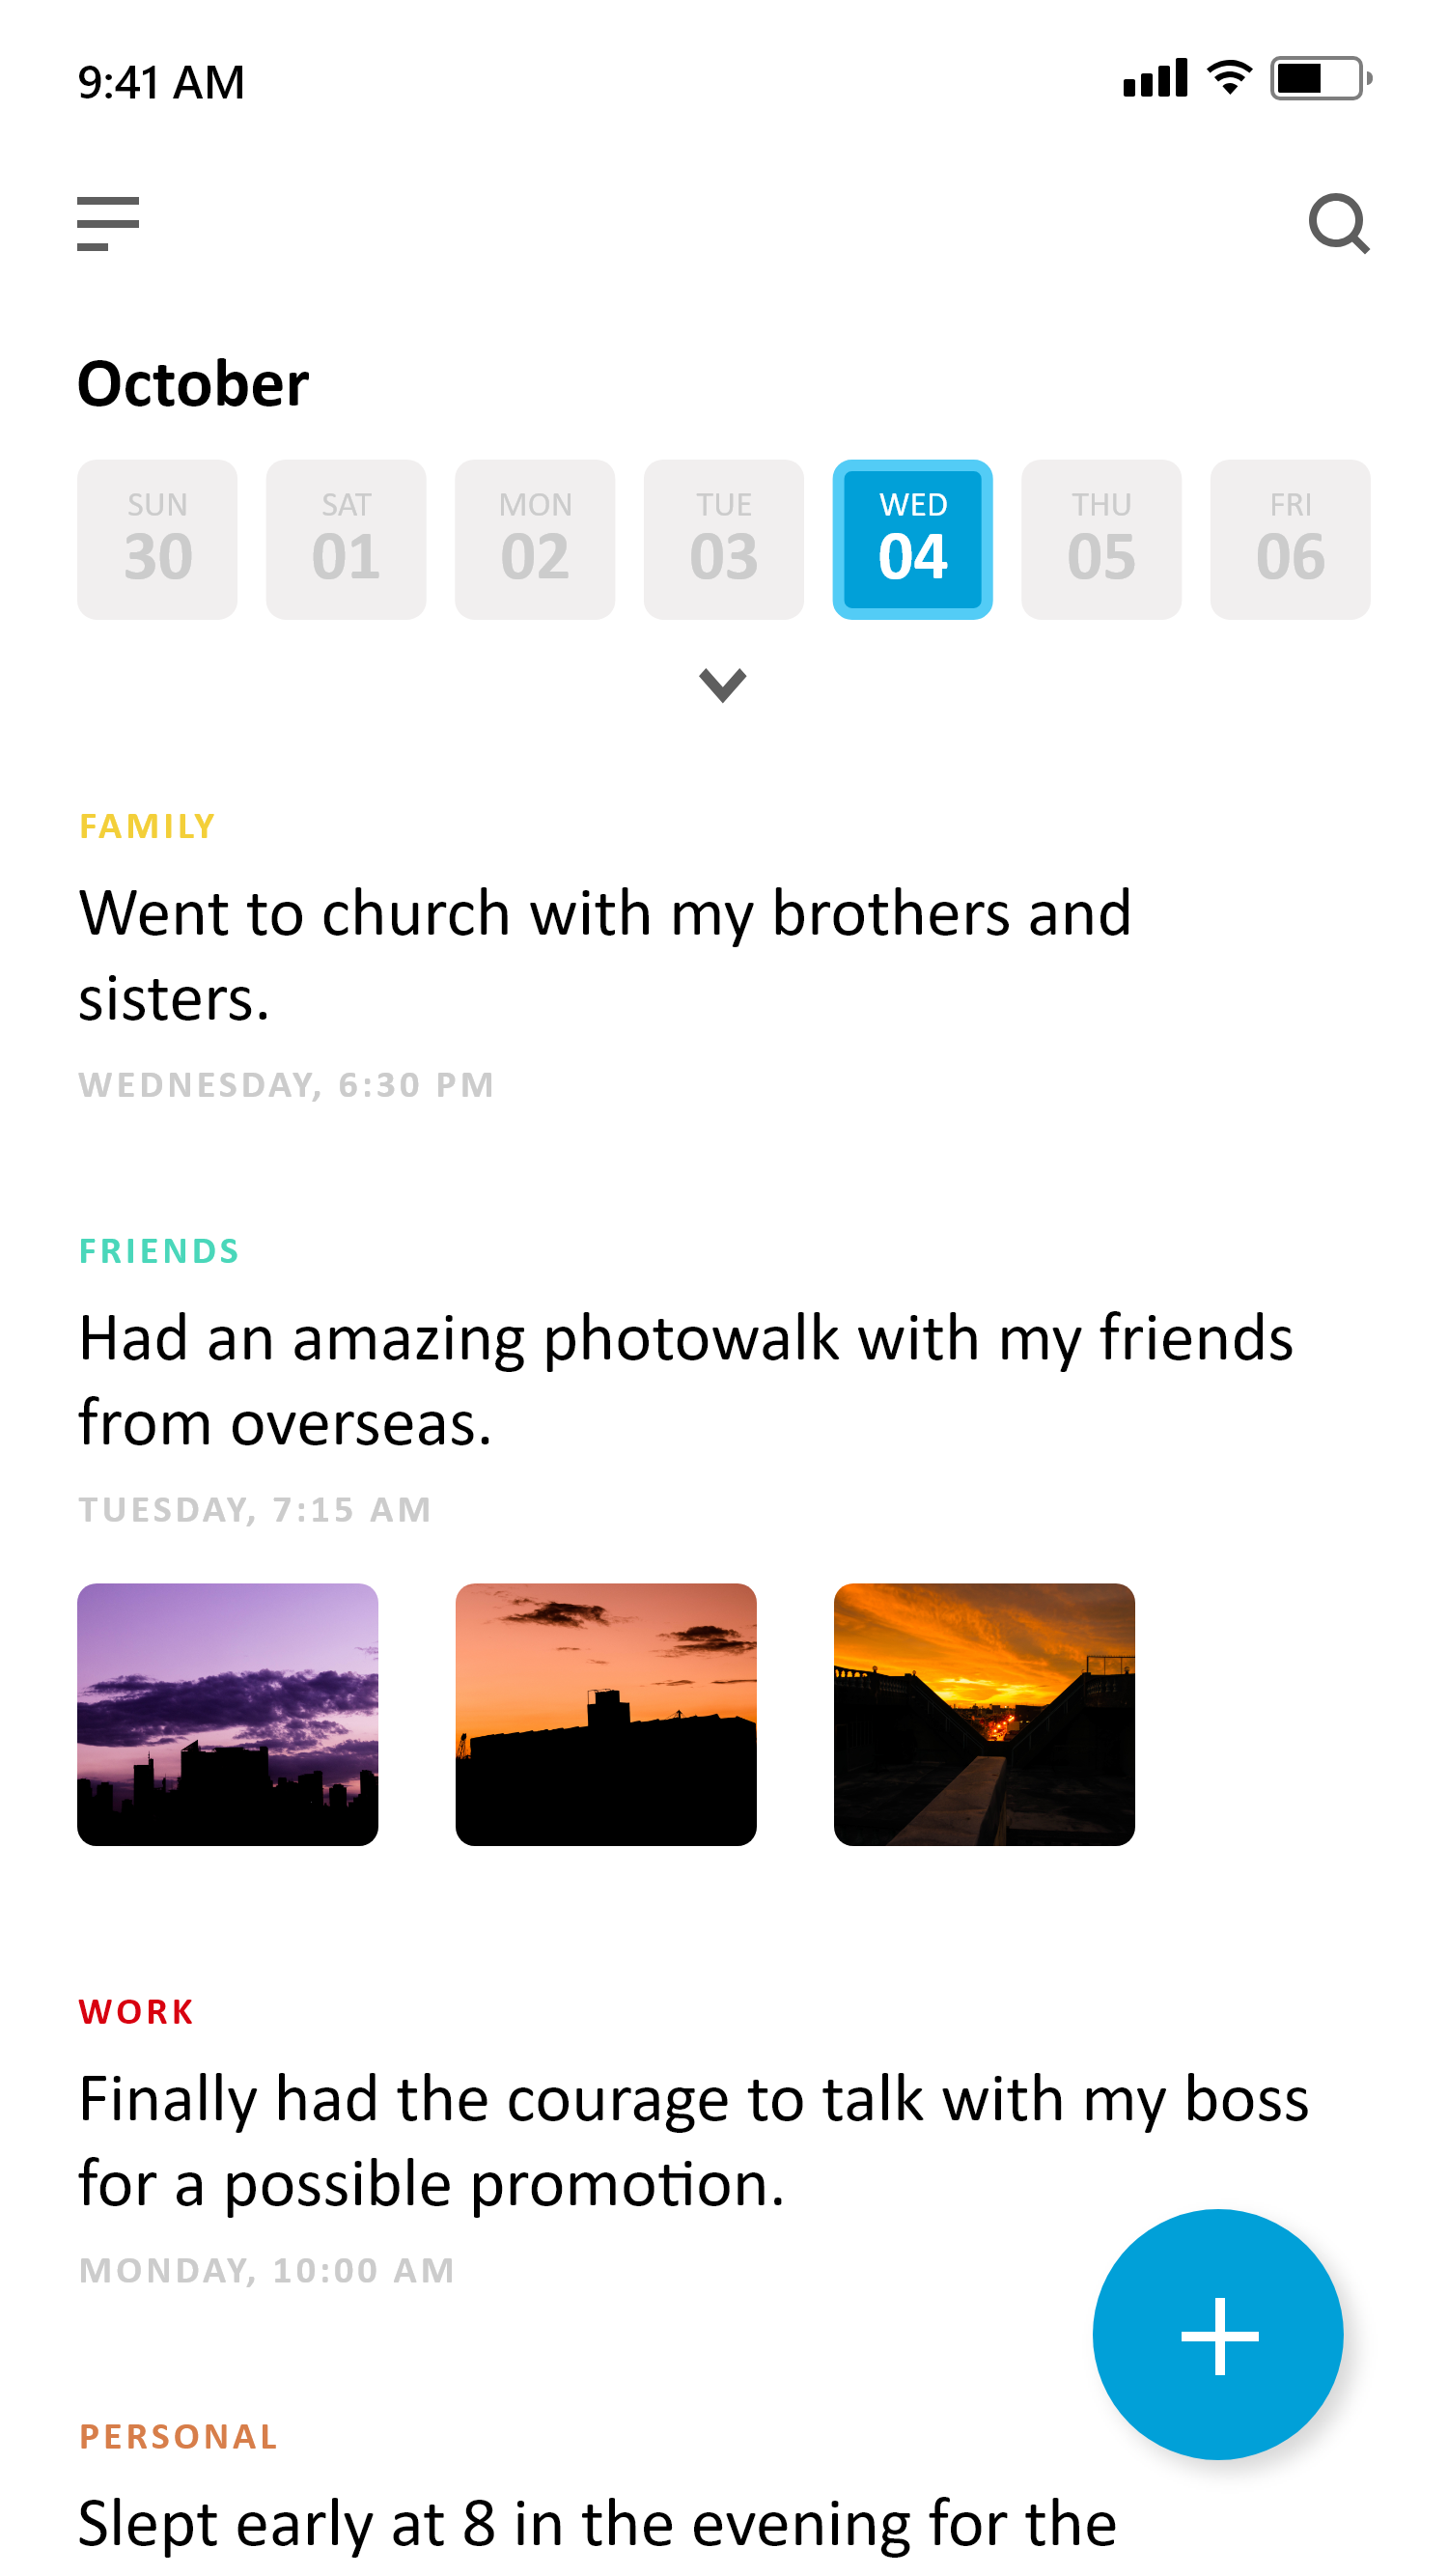 9:41 AM
October
SUN SAT MON TUE WED THU FRI
30 01 02 03 04 05 06
FAMILY
Went to church with my brothers and
sisters.
WEDNESDAY, 6:30 PM
FRIENDS
Had an amazing photowalk with my friends
from overseas.
TUESDAY, 7:15 AM
WORK
Finally had the courage to talk with my boss
for a possible promotion.
MONDAY, 10:00 AM
PERSONAL
Slept early at 8 in the evening for the